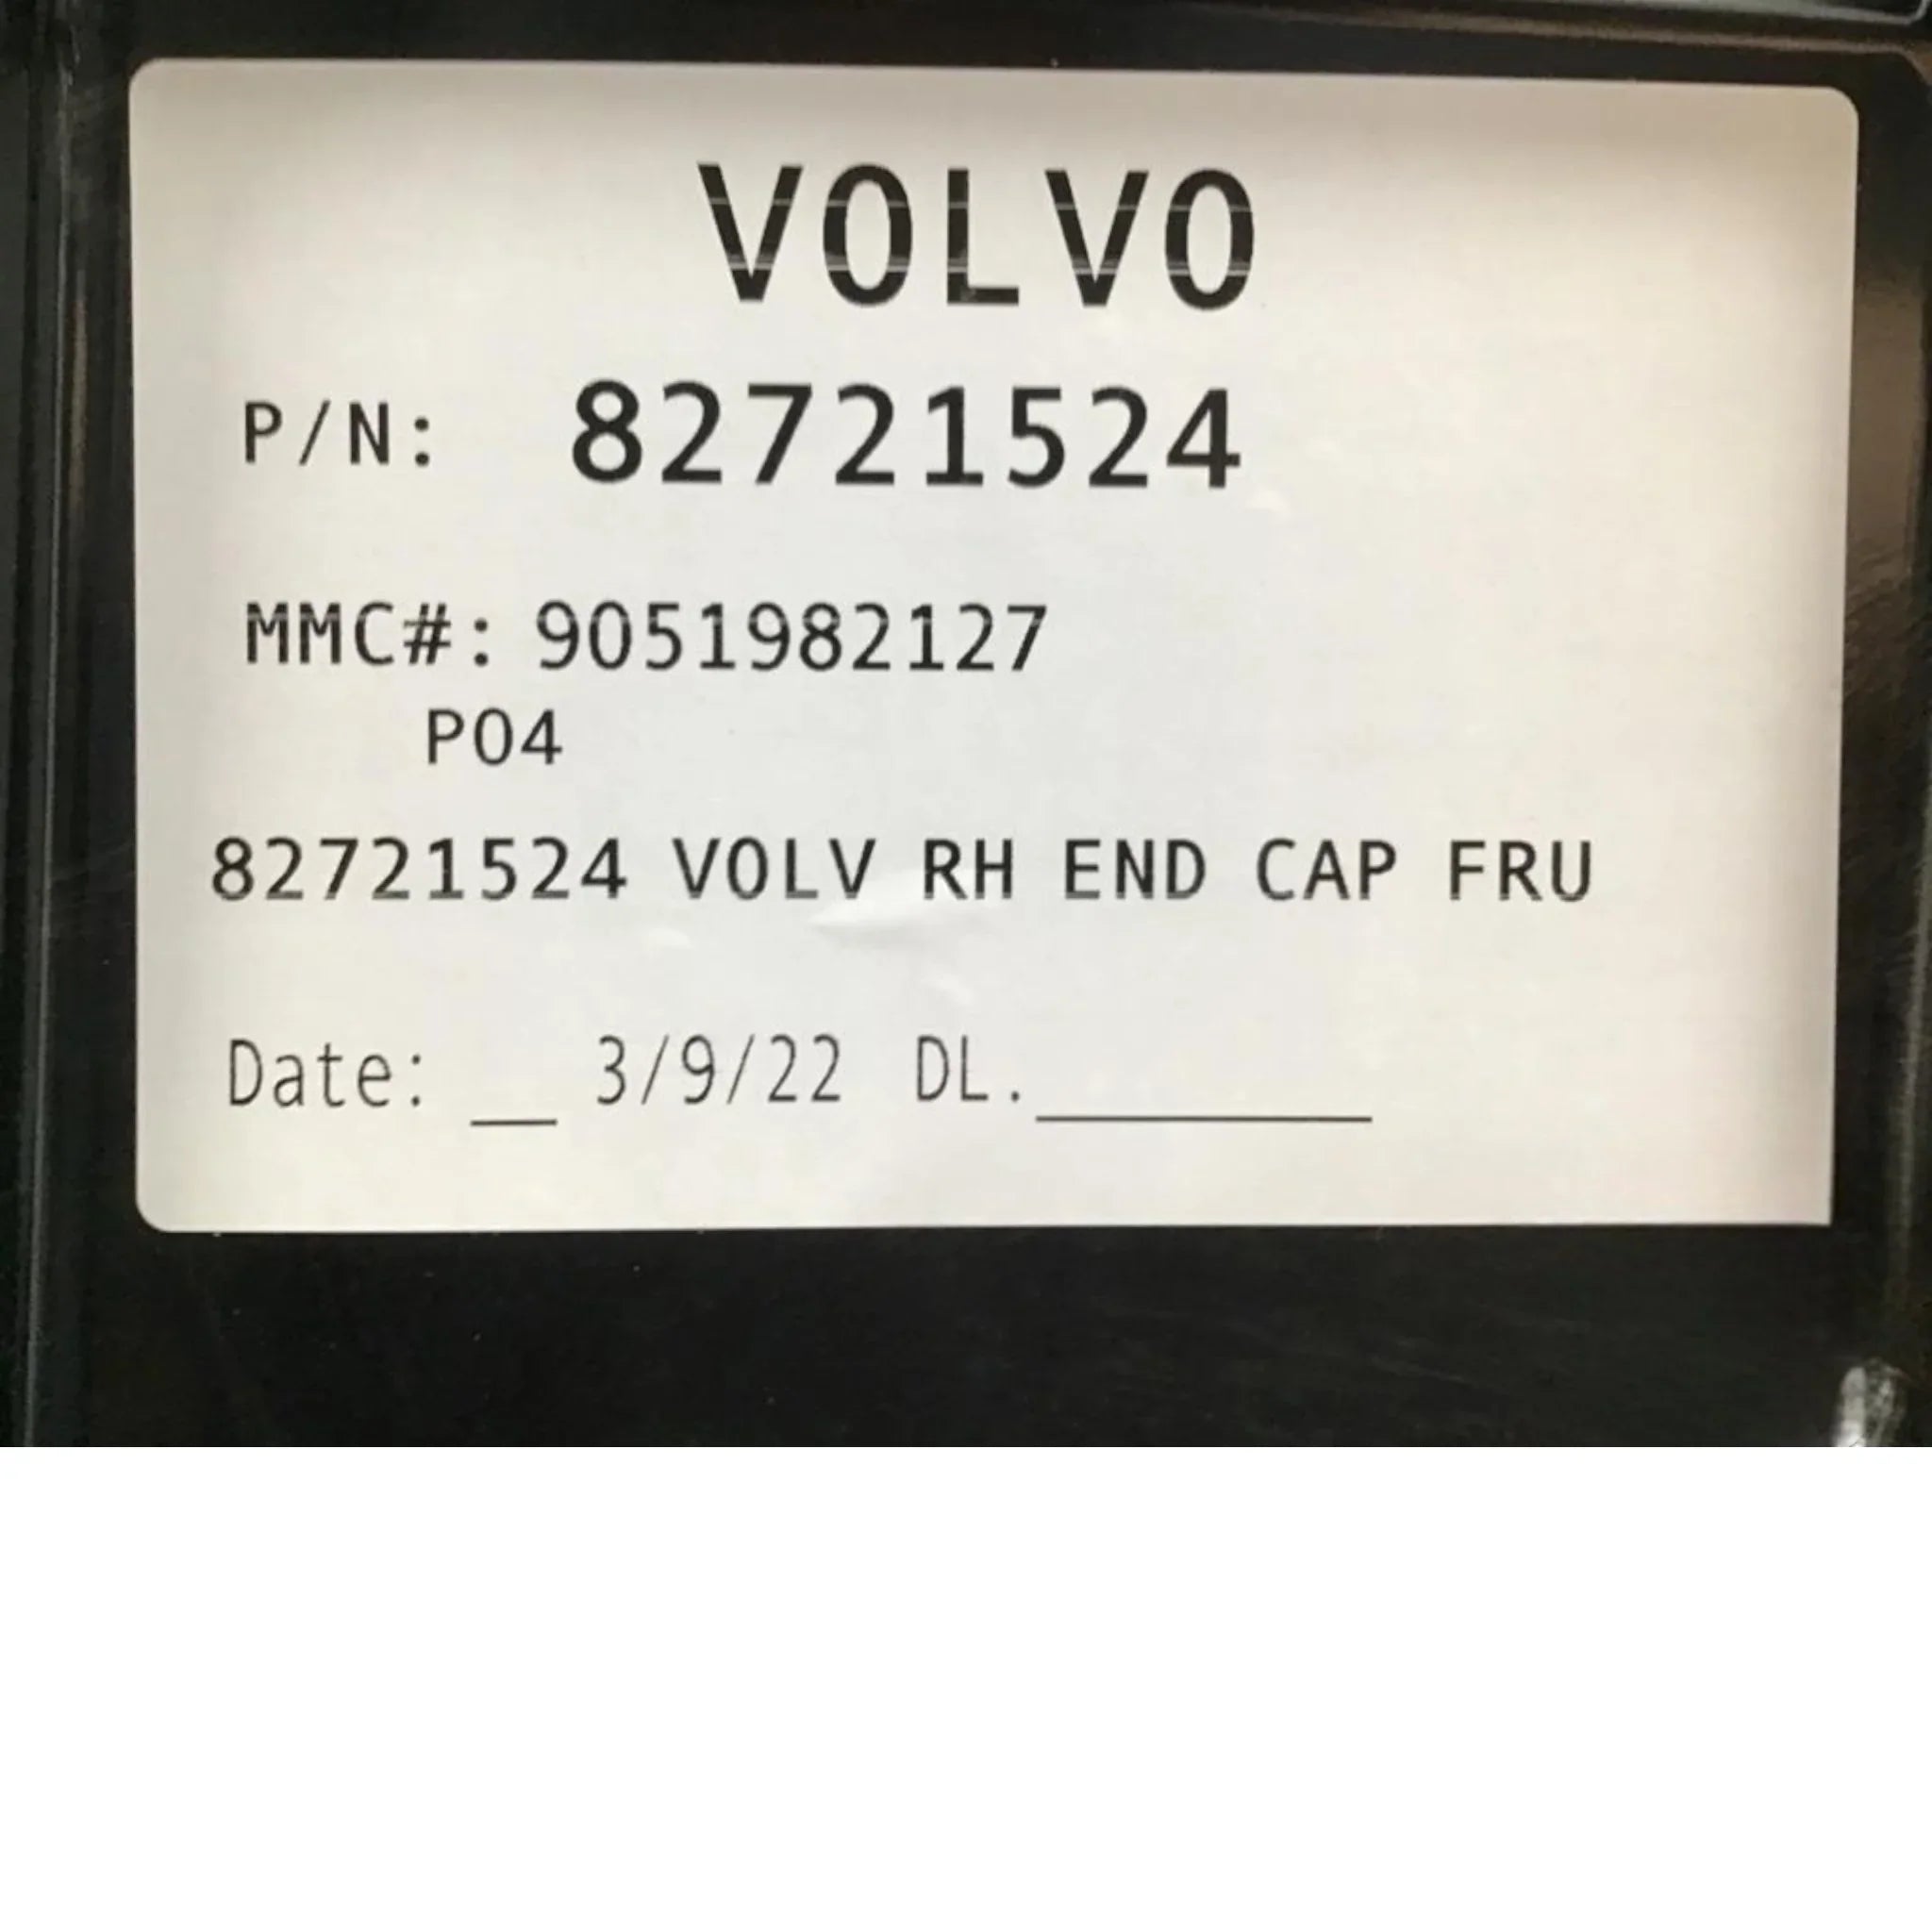 VOLVO
P/N: 82721524
MMC#: 9051982127
P04
82721524 VOLV RH END CAP FRU
Date: __ 3/9/22 DL.________